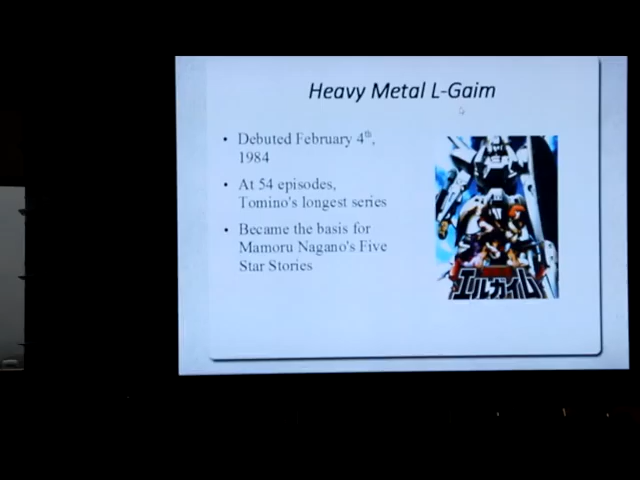 Heavy Metal L-Gaim
• Debuted February 4th,
1984
• At 54 episodes,
Tomino's longest series
• Became the basis for
Mamoru Nagano's Five
Star Stories
エルガイム